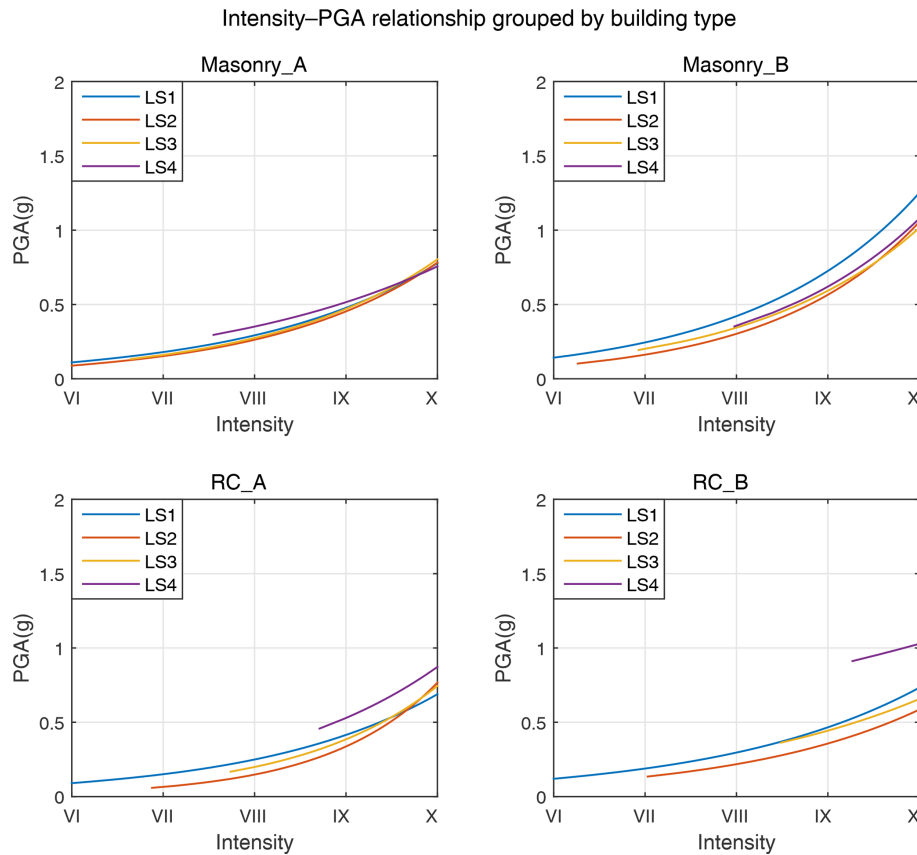 Intensity–PGA relationship grouped by building type
Masonry_A
2
1.5
1
0.5
0
PGA(g)
LS1
LS2
LS3
LS4
VI VII VIII IX X
Intensity
Masonry_B
2
1.5
1
0.5
0
PGA(g)
LS1
LS2
LS3
LS4
VI VII VIII IX X
Intensity
RC_A
2
1.5
1
0.5
0
PGA(g)
LS1
LS2
LS3
LS4
VI VII VIII IX X
Intensity
RC_B
2
1.5
1
0.5
0
PGA(g)
LS1
LS2
LS3
LS4
VI VII VIII IX X
Intensity